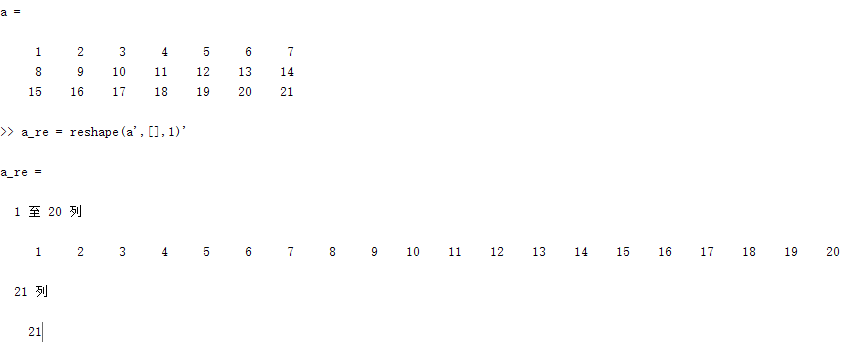 a =
1 2 3 4 5 6 7
8 9 10 11 12 13 14
15 16 17 18 19 20 21
>> a_re = reshape(a',[],1)'
a_re =
1 至 20 列
1 2 3 4 5 6 7 8 9 10 11 12 13 14 15 16 17 18 19 20
21 列
21